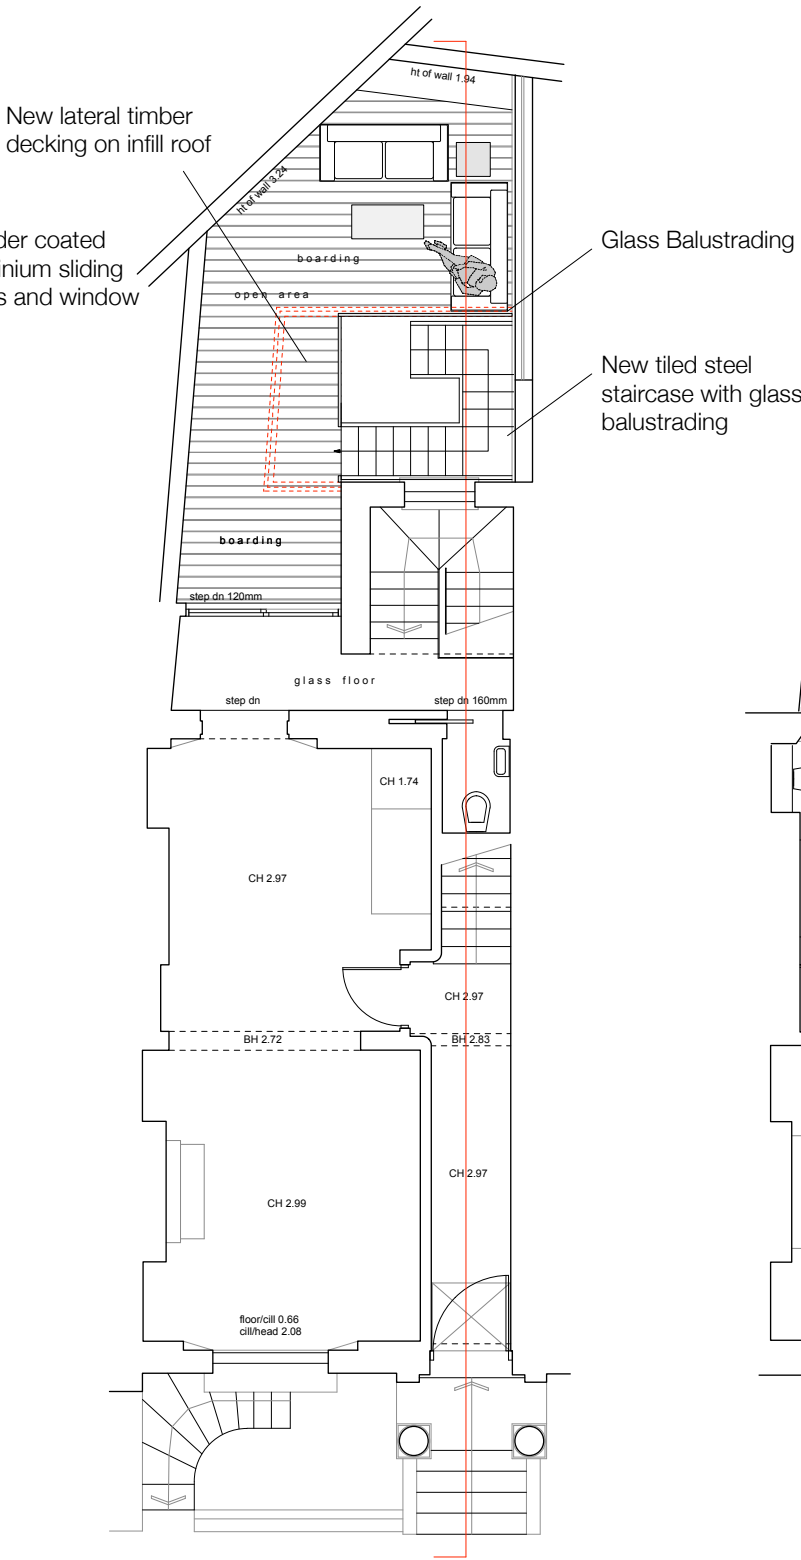 ht of wall 1.94
New lateral timber
decking on infill roof
ht of wall 3.24
der coated
inium sliding
s and window
boarding
open area
Glass Balustrading
New tiled steel
staircase with glass
balustrading
boarding
step dn 120mm
glass floor
step dn
step dn 160mm
CH 1.74
CH 2.97
CH 2.97
BH 2.72
BH 2.83
CH 2.97
CH 2.99
floor/cill 0.66
cill/head 2.08